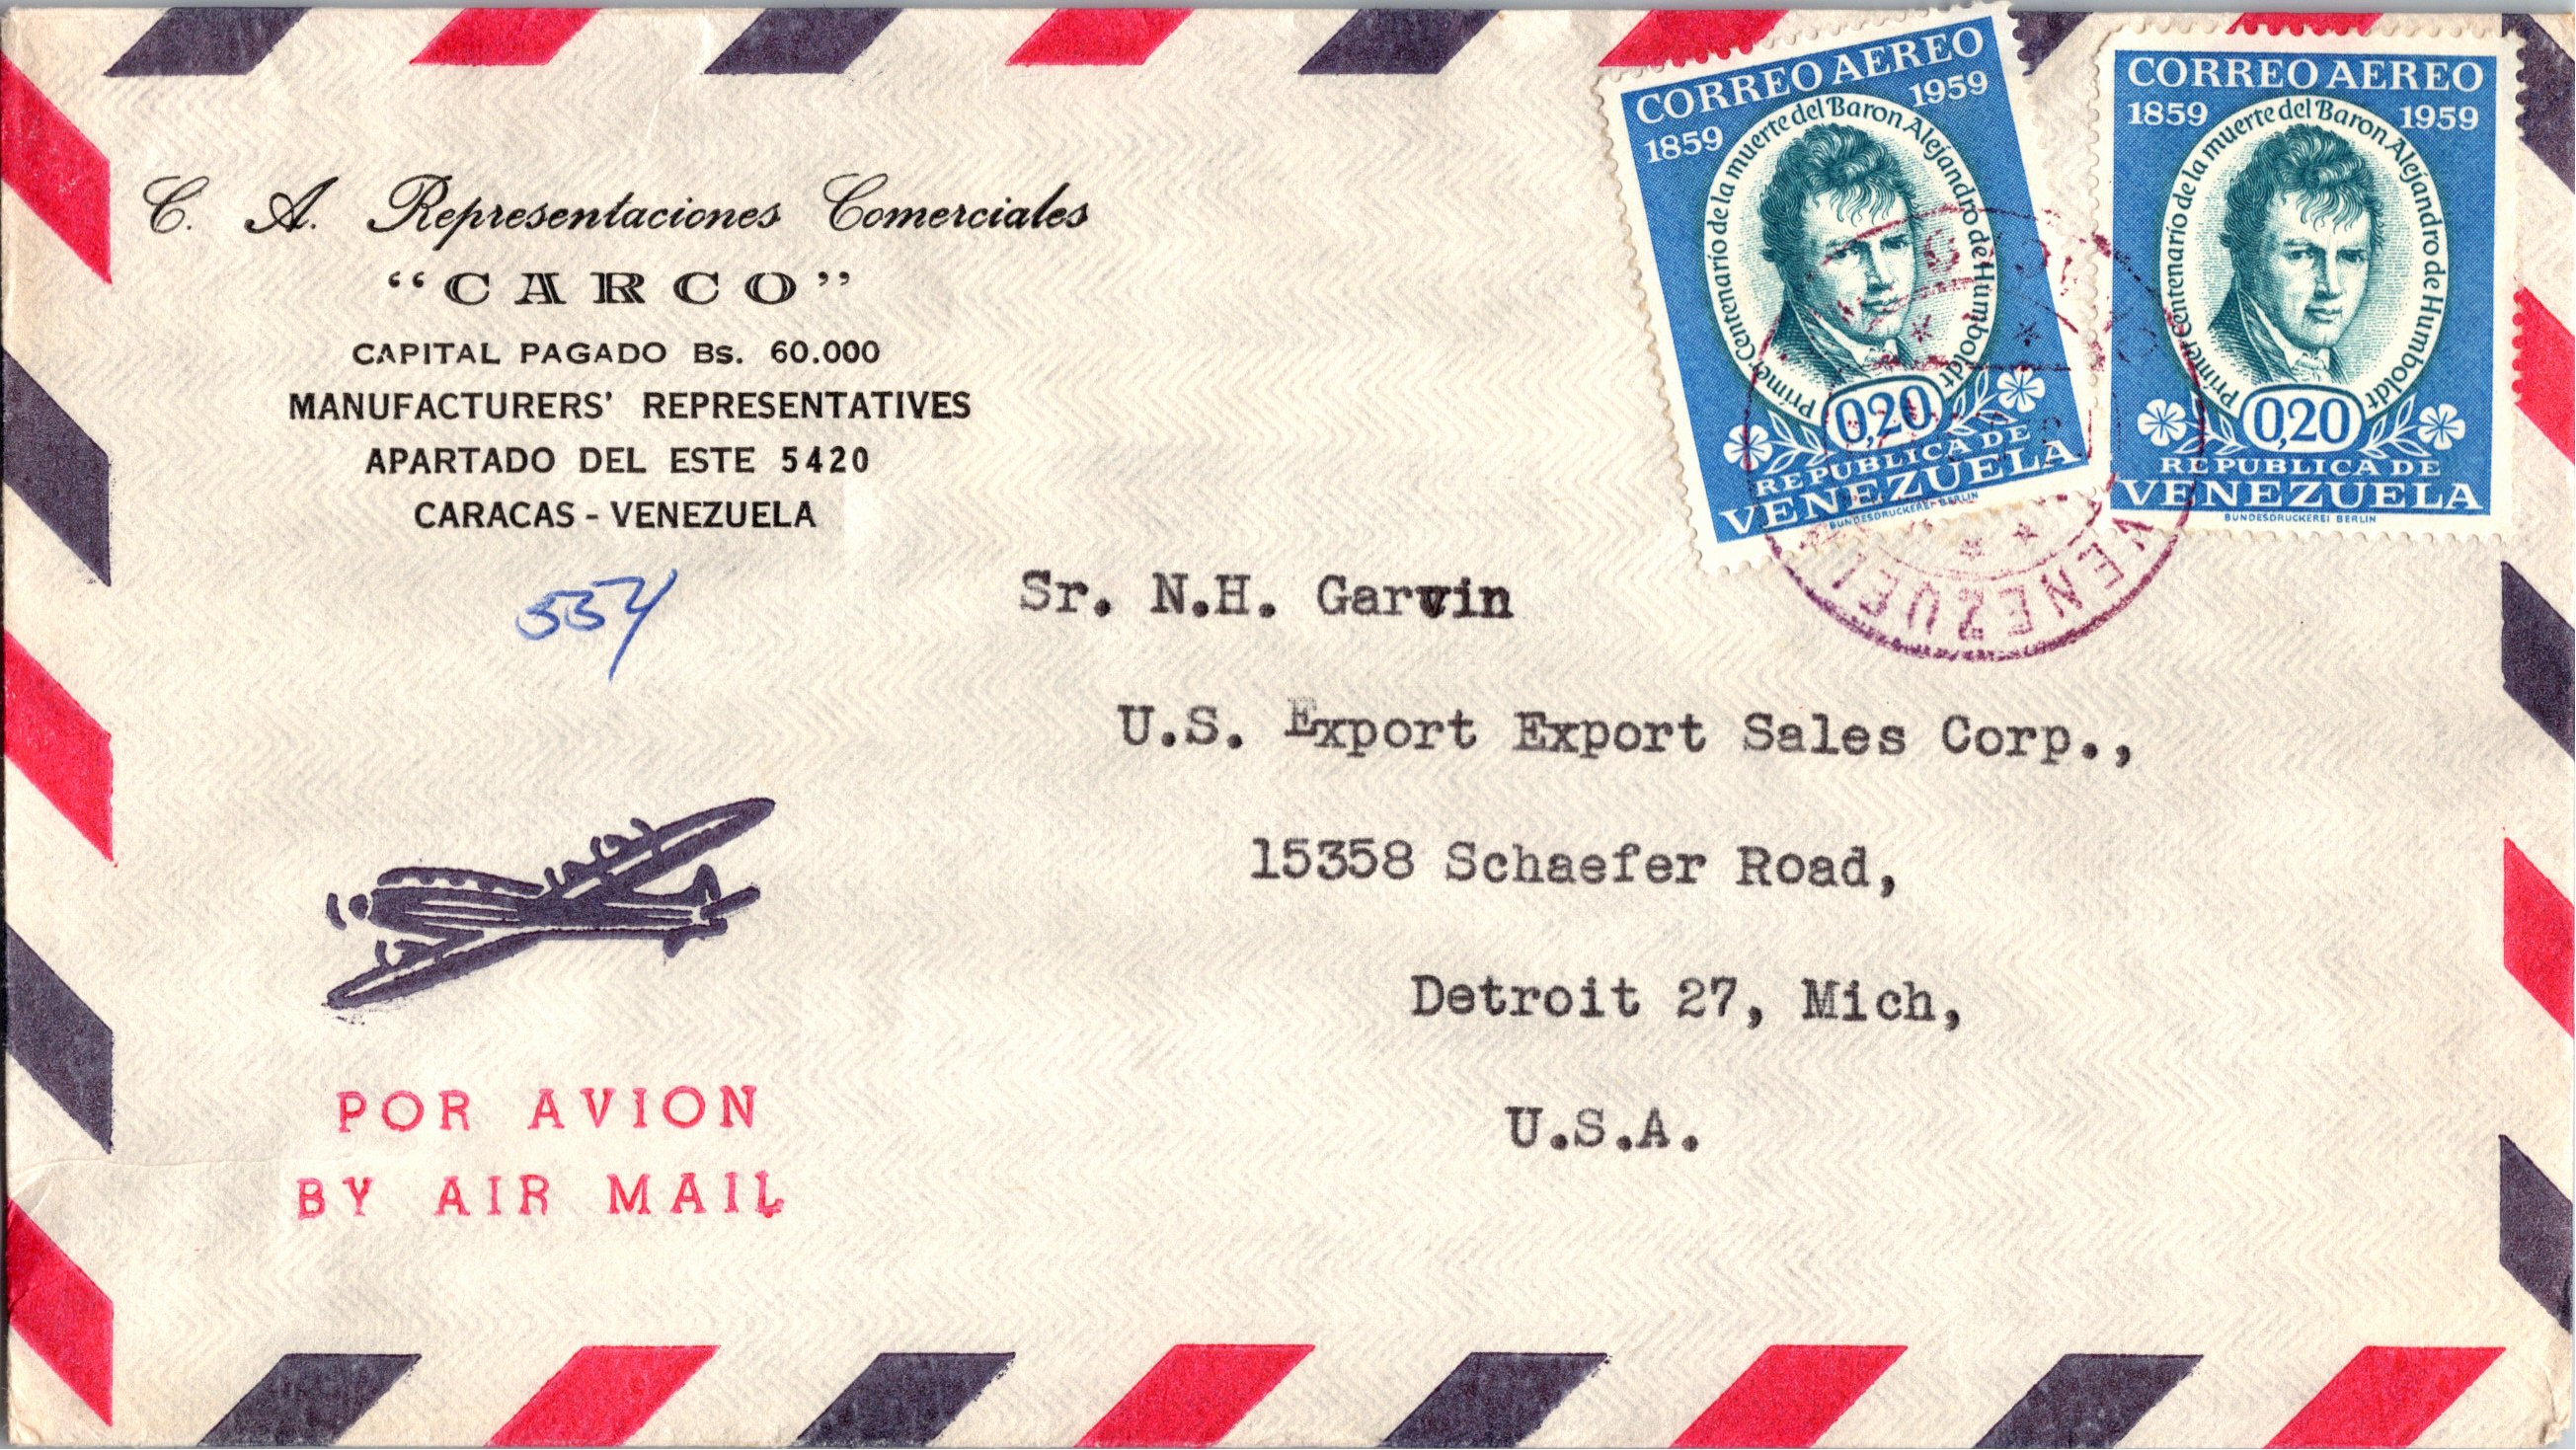 C. A. Representaciones Comerciales
“CARCO”
CAPITAL PAGADO Bs. 60.000
MANUFACTURERS' REPRESENTATIVES
APARTADO DEL ESTE 5420
CARACAS - VENEZUELA
CORREO AEREO
1859 1959
Primer Centenario de la muerte del Baron Alejandro de Humboldt
0,20
REPUBLICA DE
VENEZUELA
BUNDESDRUCKEREI BERLIN
CORREO AEREO
1859 1959
Primer Centenario de la muerte del Baron Alejandro de Humboldt
0,20
REPUBLICA DE
VENEZUELA
BUNDESDRUCKEREI BERLIN
VENEZUEL
Sr. N.H. Garvin
U.S. Export Export Sales Corp.,
15358 Schaefer Road,
Detroit 27, Mich,
U.S.A.
POR AVION
BY AIR MAIL